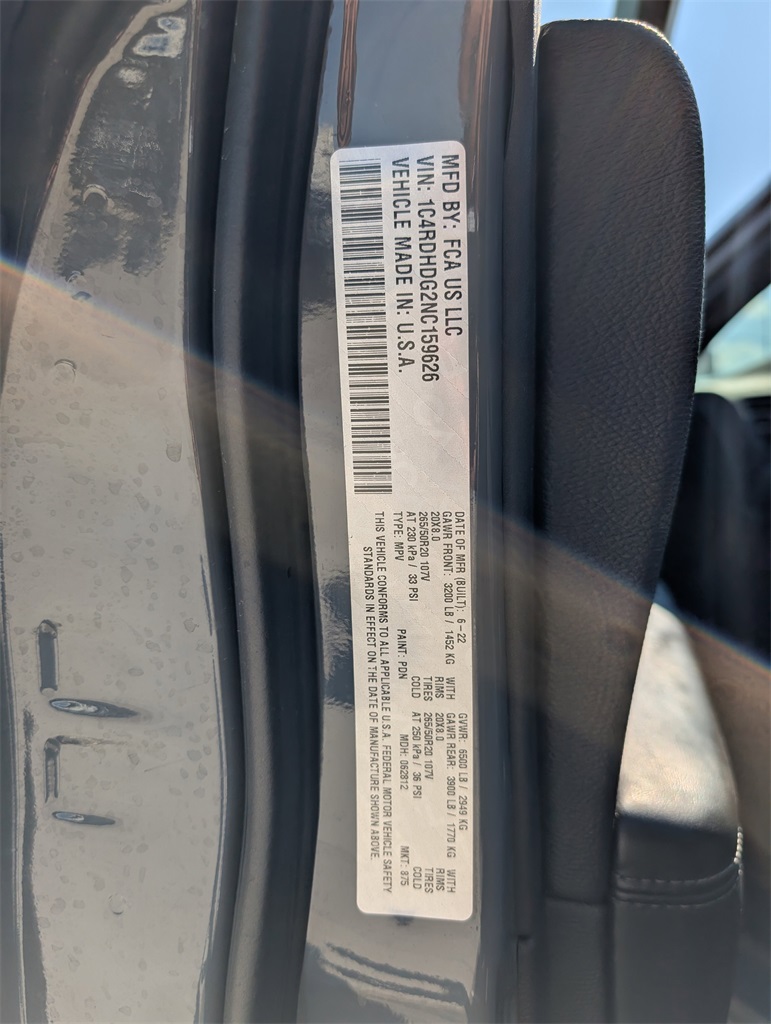 MFD BY: FCA US LLC
VIN: 1C4RDHDG2NC159626
VEHICLE MADE IN: U.S.A.
DATE OF MFR (BUILT): 6-22 GVWR: 6500 LB / 2949 KG
GAWR FRONT: 3200 LB / 1452 KG WITH GAWR REAR: 3900 LB / 1770 KG WITH
20X8.0 RIMS 20X8.0 RIMS
265/50R20 107V TIRES 265/50R20 107V TIRES
AT 230 kPa / 33 PSI COLD AT 250 kPa / 36 PSI COLD
TYPE: MPV PAINT: PDN MDH: 062812 MKT: 875
THIS VEHICLE CONFORMS TO ALL APPLICABLE U.S.A. FEDERAL MOTOR VEHICLE SAFETY
STANDARDS IN EFFECT ON THE DATE OF MANUFACTURE SHOWN ABOVE.